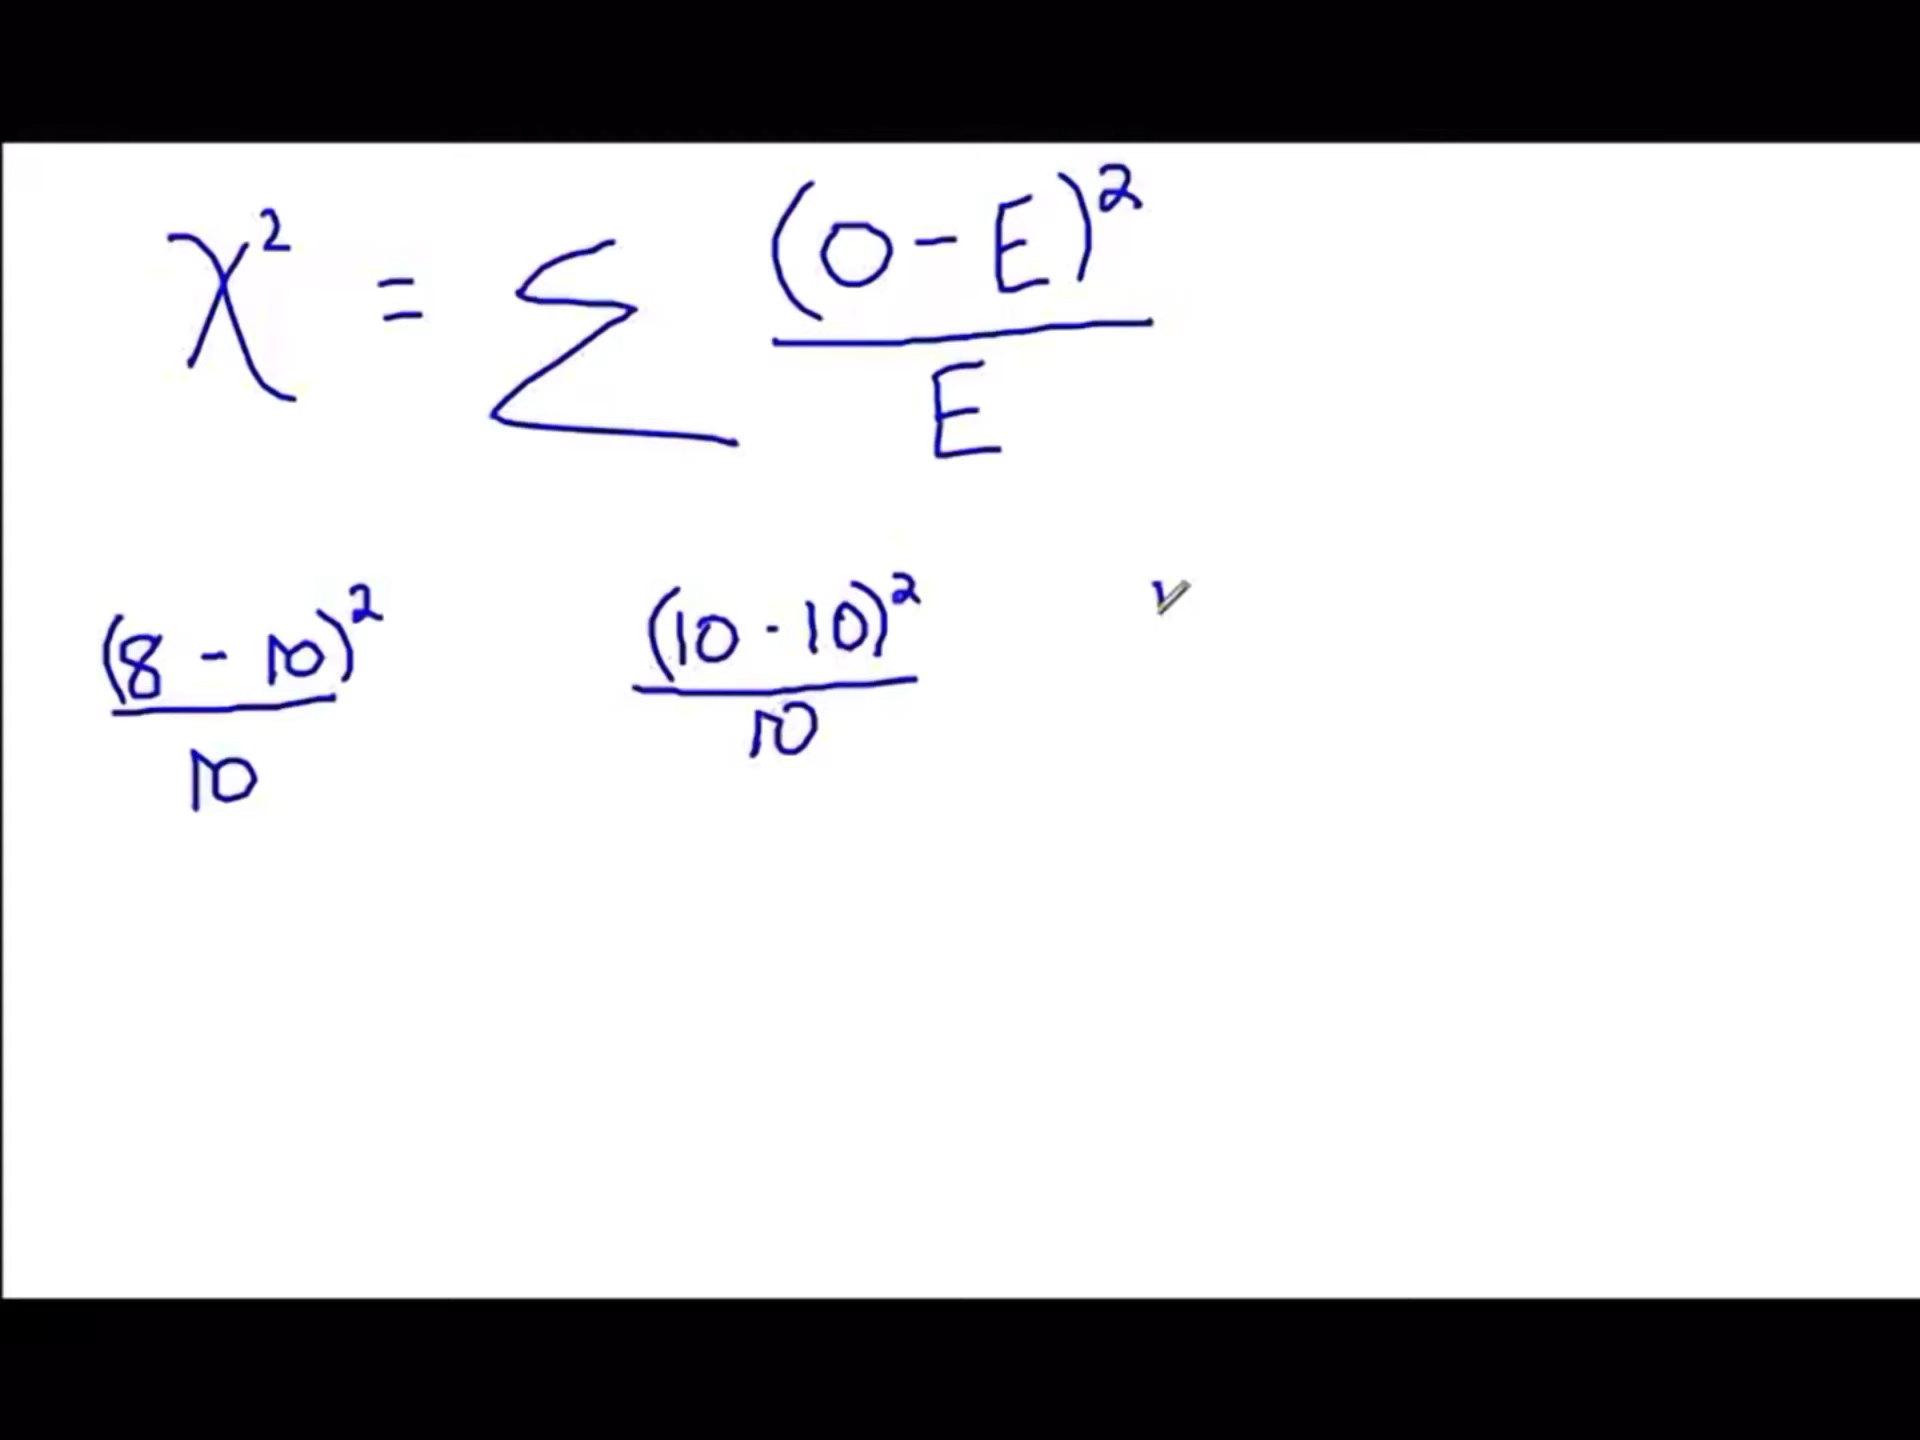 χ² = Σ (O - E)² / E
(8 - 10)² / 10 (10 - 10)² / 10